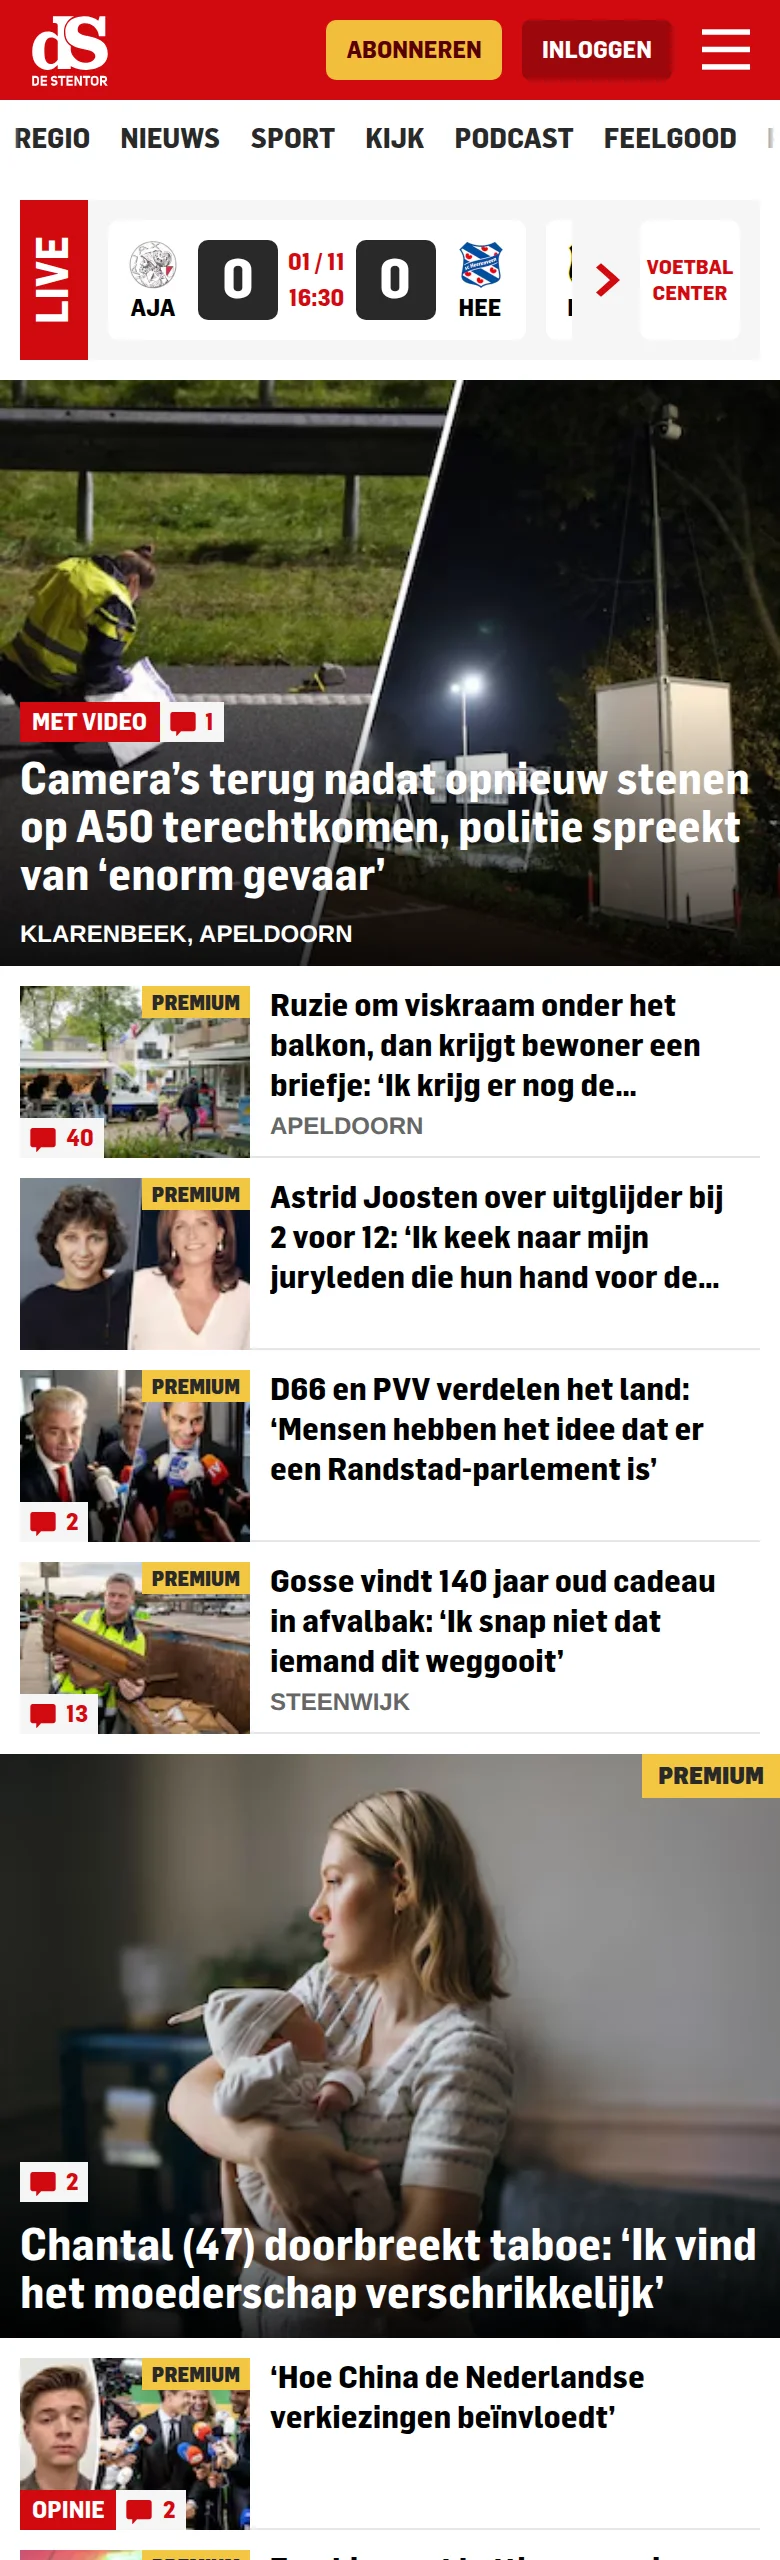 dS
DE STENTOR
ABONNEREN
INLOGGEN
REGIO NIEUWS SPORT KIJK PODCAST FEELGOOD
LIVE
AJA
0
01 / 11
16:30
0
HEE
VOETBAL
CENTER
MET VIDEO
1
Camera’s terug nadat opnieuw stenen
op A50 terechtkomen, politie spreekt
van ‘enorm gevaar’
KLARENBEEK, APELDOORN
PREMIUM
40
Ruzie om viskraam onder het
balkon, dan krijgt bewoner een
briefje: ‘Ik krijg er nog de...
APELDOORN
PREMIUM
Astrid Joosten over uitglijder bij
2 voor 12: ‘Ik keek naar mijn
juryleden die hun hand voor de...
PREMIUM
2
D66 en PVV verdelen het land:
‘Mensen hebben het idee dat er
een Randstad-parlement is’
PREMIUM
13
Gosse vindt 140 jaar oud cadeau
in afvalbak: ‘Ik snap niet dat
iemand dit weggooit’
STEENWIJK
PREMIUM
2
Chantal (47) doorbreekt taboe: ‘Ik vind
het moederschap verschrikkelijk’
PREMIUM
OPINIE
2
‘Hoe China de Nederlandse
verkiezingen beïnvloedt’